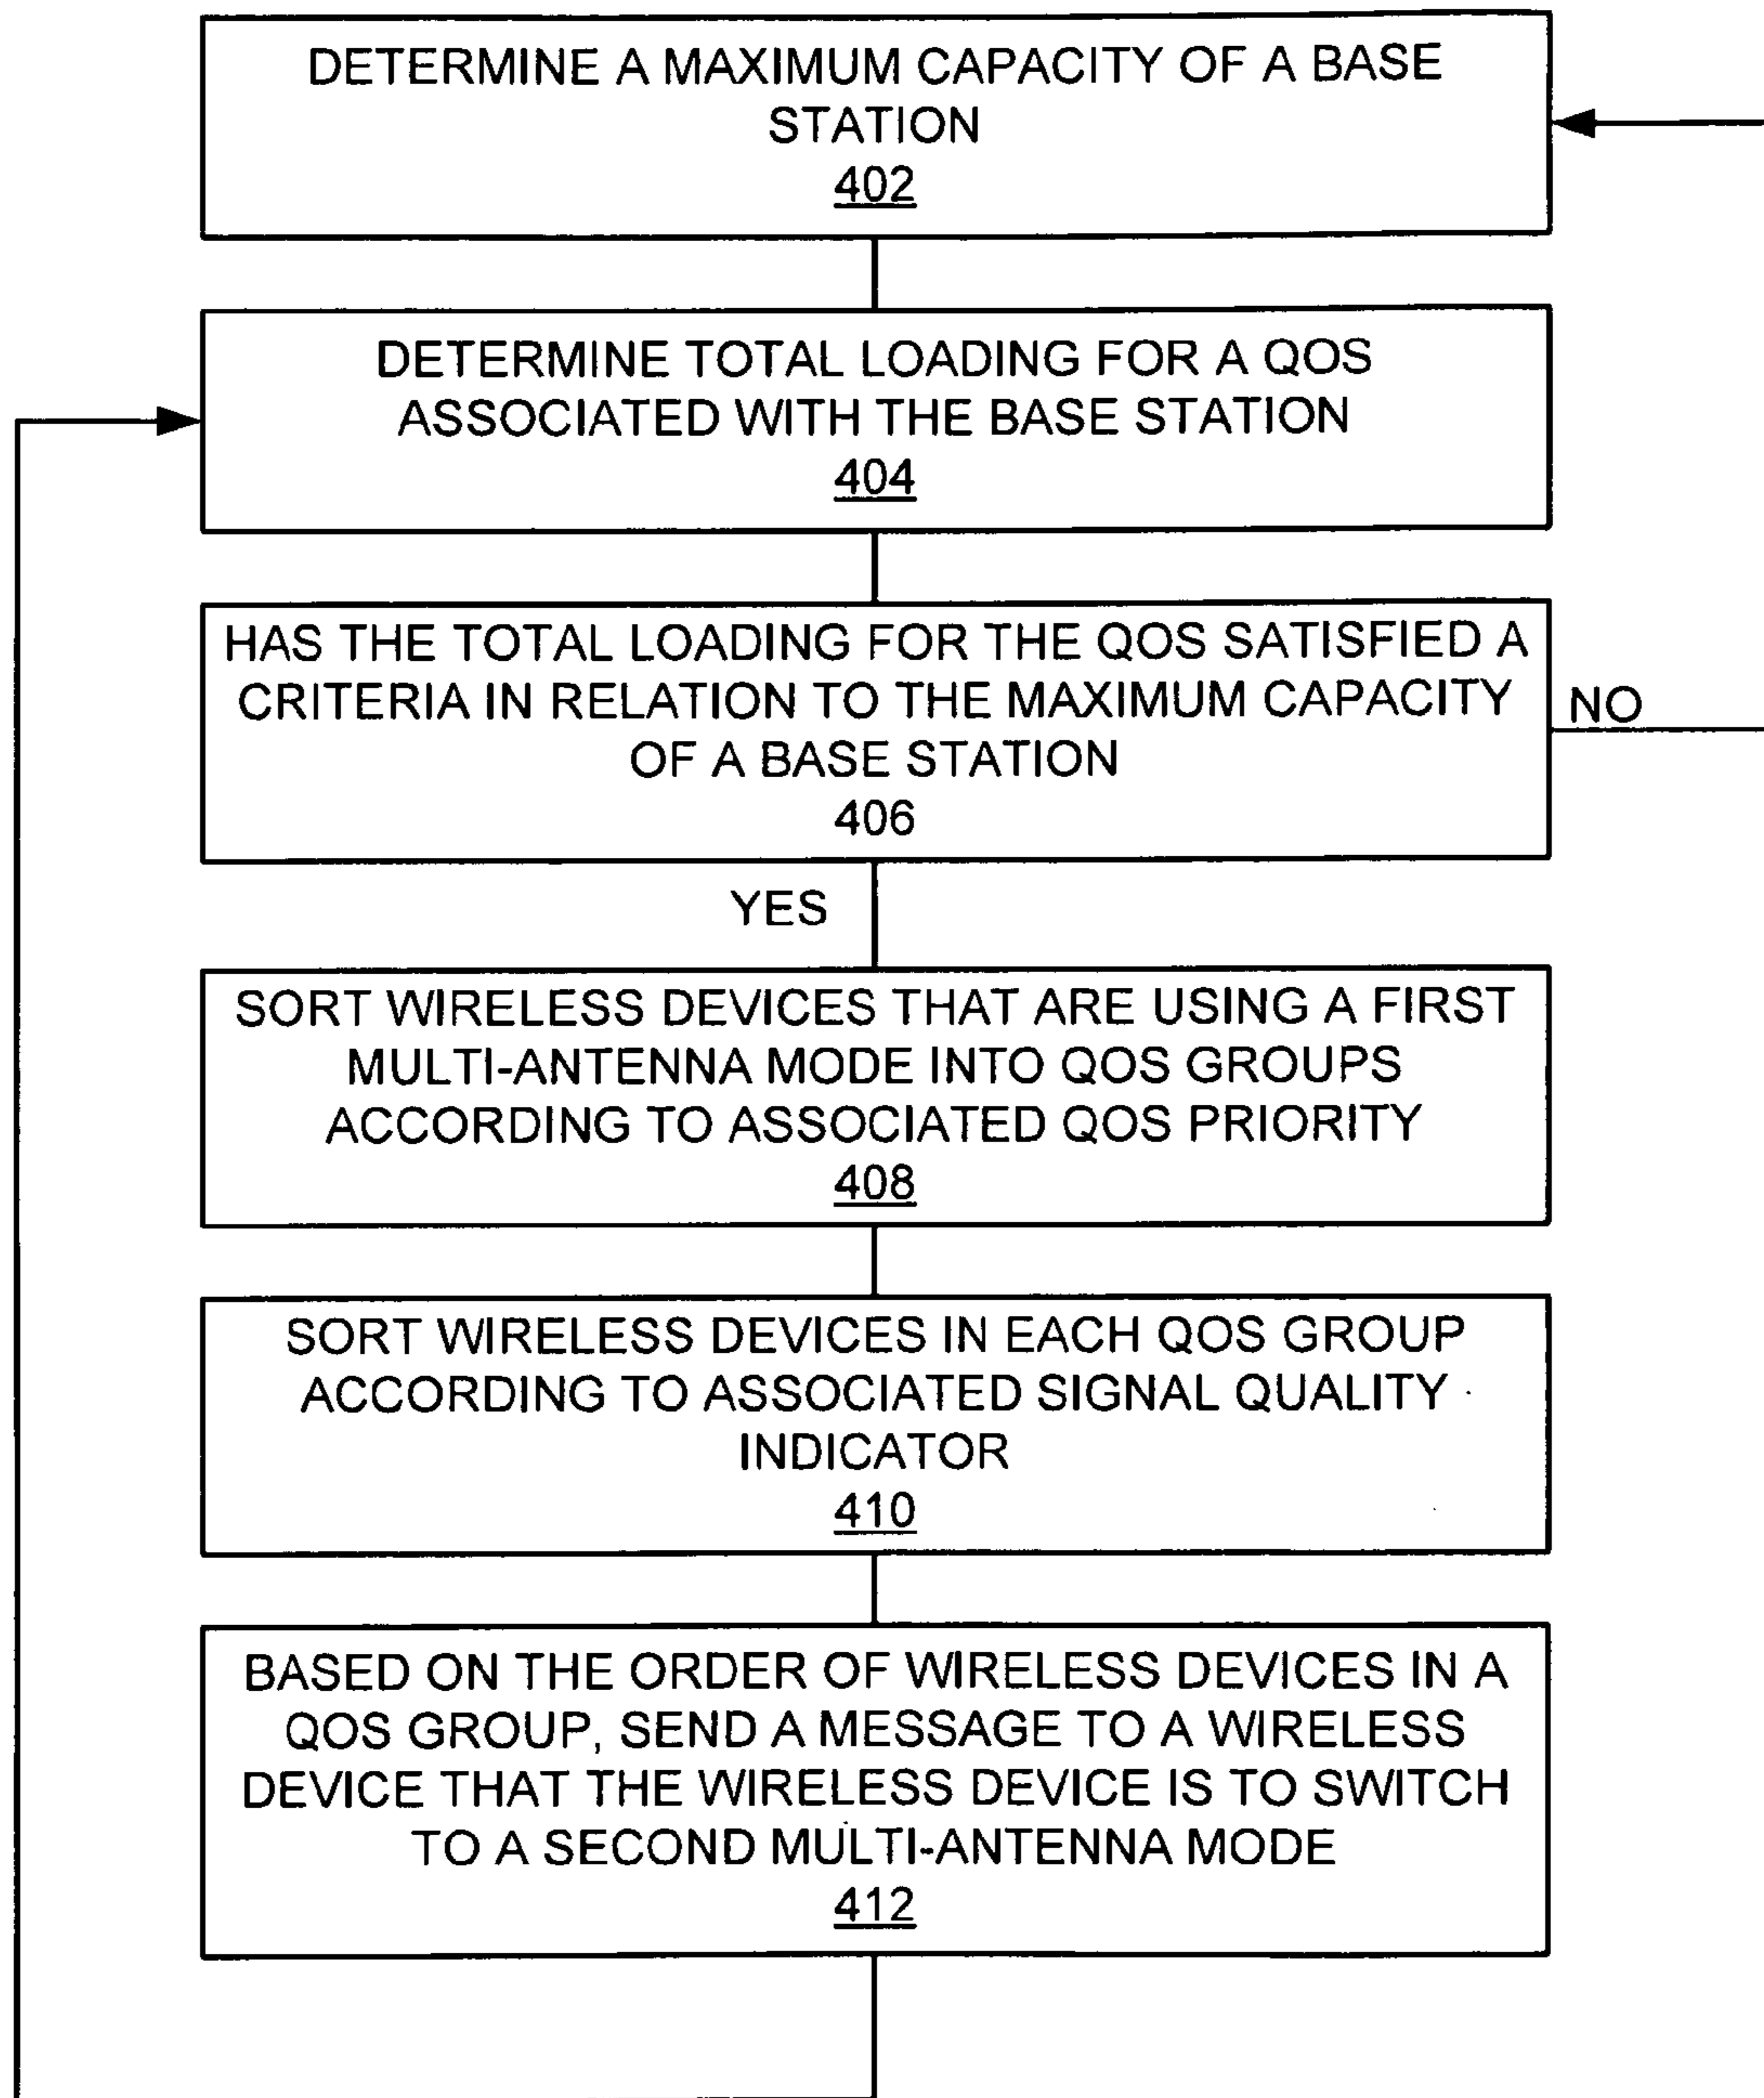 DETERMINE A MAXIMUM CAPACITY OF A BASE
STATION
402
DETERMINE TOTAL LOADING FOR A QOS
ASSOCIATED WITH THE BASE STATION
404
HAS THE TOTAL LOADING FOR THE QOS SATISFIED A
CRITERIA IN RELATION TO THE MAXIMUM CAPACITY
OF A BASE STATION
406
NO
YES
SORT WIRELESS DEVICES THAT ARE USING A FIRST
MULTI-ANTENNA MODE INTO QOS GROUPS
ACCORDING TO ASSOCIATED QOS PRIORITY
408
SORT WIRELESS DEVICES IN EACH QOS GROUP
ACCORDING TO ASSOCIATED SIGNAL QUALITY
INDICATOR
410
BASED ON THE ORDER OF WIRELESS DEVICES IN A
QOS GROUP, SEND A MESSAGE TO A WIRELESS
DEVICE THAT THE WIRELESS DEVICE IS TO SWITCH
TO A SECOND MULTI-ANTENNA MODE
412